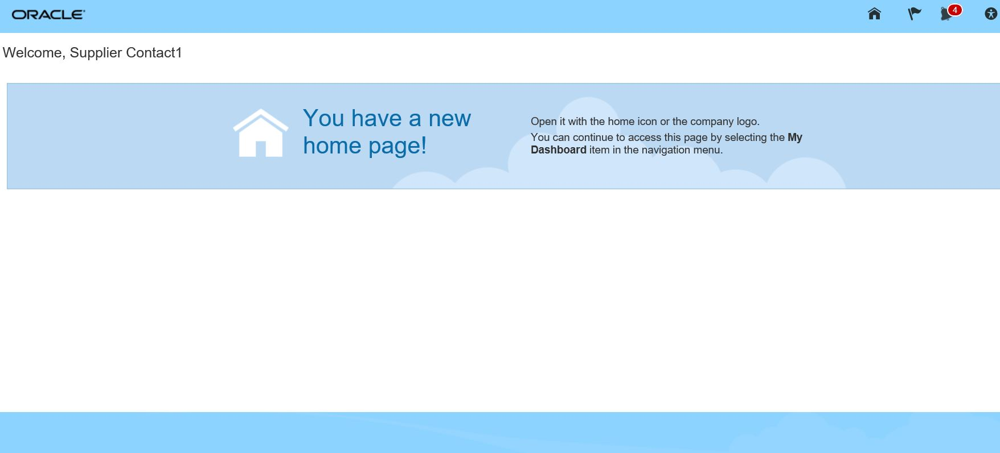 ORACLE®
4
Welcome, Supplier Contact1
You have a new
home page!
Open it with the home icon or the company logo.
You can continue to access this page by selecting the My
Dashboard item in the navigation menu.